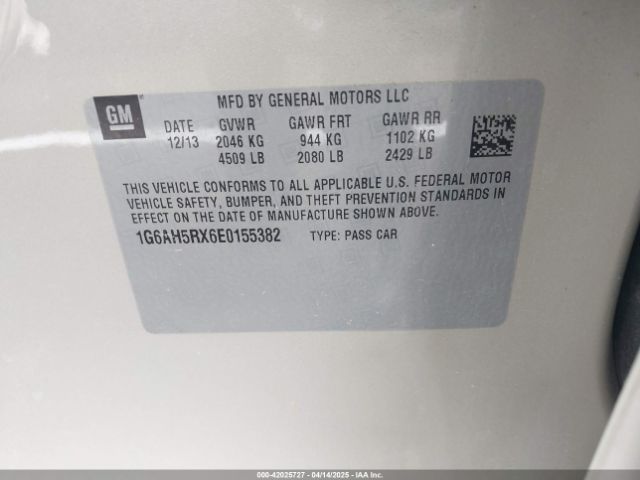 GM
MFD BY GENERAL MOTORS LLC
DATE GVWR GAWR FRT GAWR RR
12/13 2046 KG 944 KG 1102 KG
4509 LB 2080 LB 2429 LB
THIS VEHICLE CONFORMS TO ALL APPLICABLE U.S. FEDERAL MOTOR
VEHICLE SAFETY, BUMPER, AND THEFT PREVENTION STANDARDS IN
EFFECT ON THE DATE OF MANUFACTURE SHOWN ABOVE.
1G6AH5RX6E0155382 TYPE: PASS CAR
000-42025727 - 04/14/2025 - IAAI, Inc.